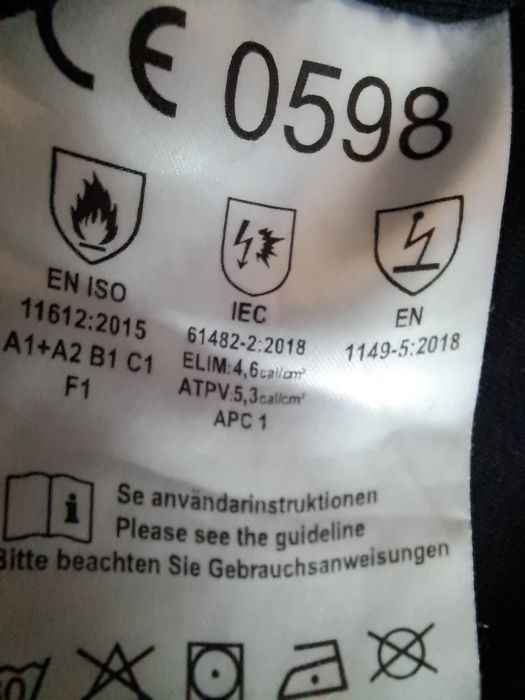 CE 0598
EN ISO
11612:2015
A1+A2 B1 C1
F1
IEC
61482-2:2018
ELIM:4,6cal/cm²
ATPV:5,3cal/cm²
APC 1
EN
1149-5:2018
Se användarinstruktionen
Please see the guideline
Bitte beachten Sie Gebrauchsanweisungen